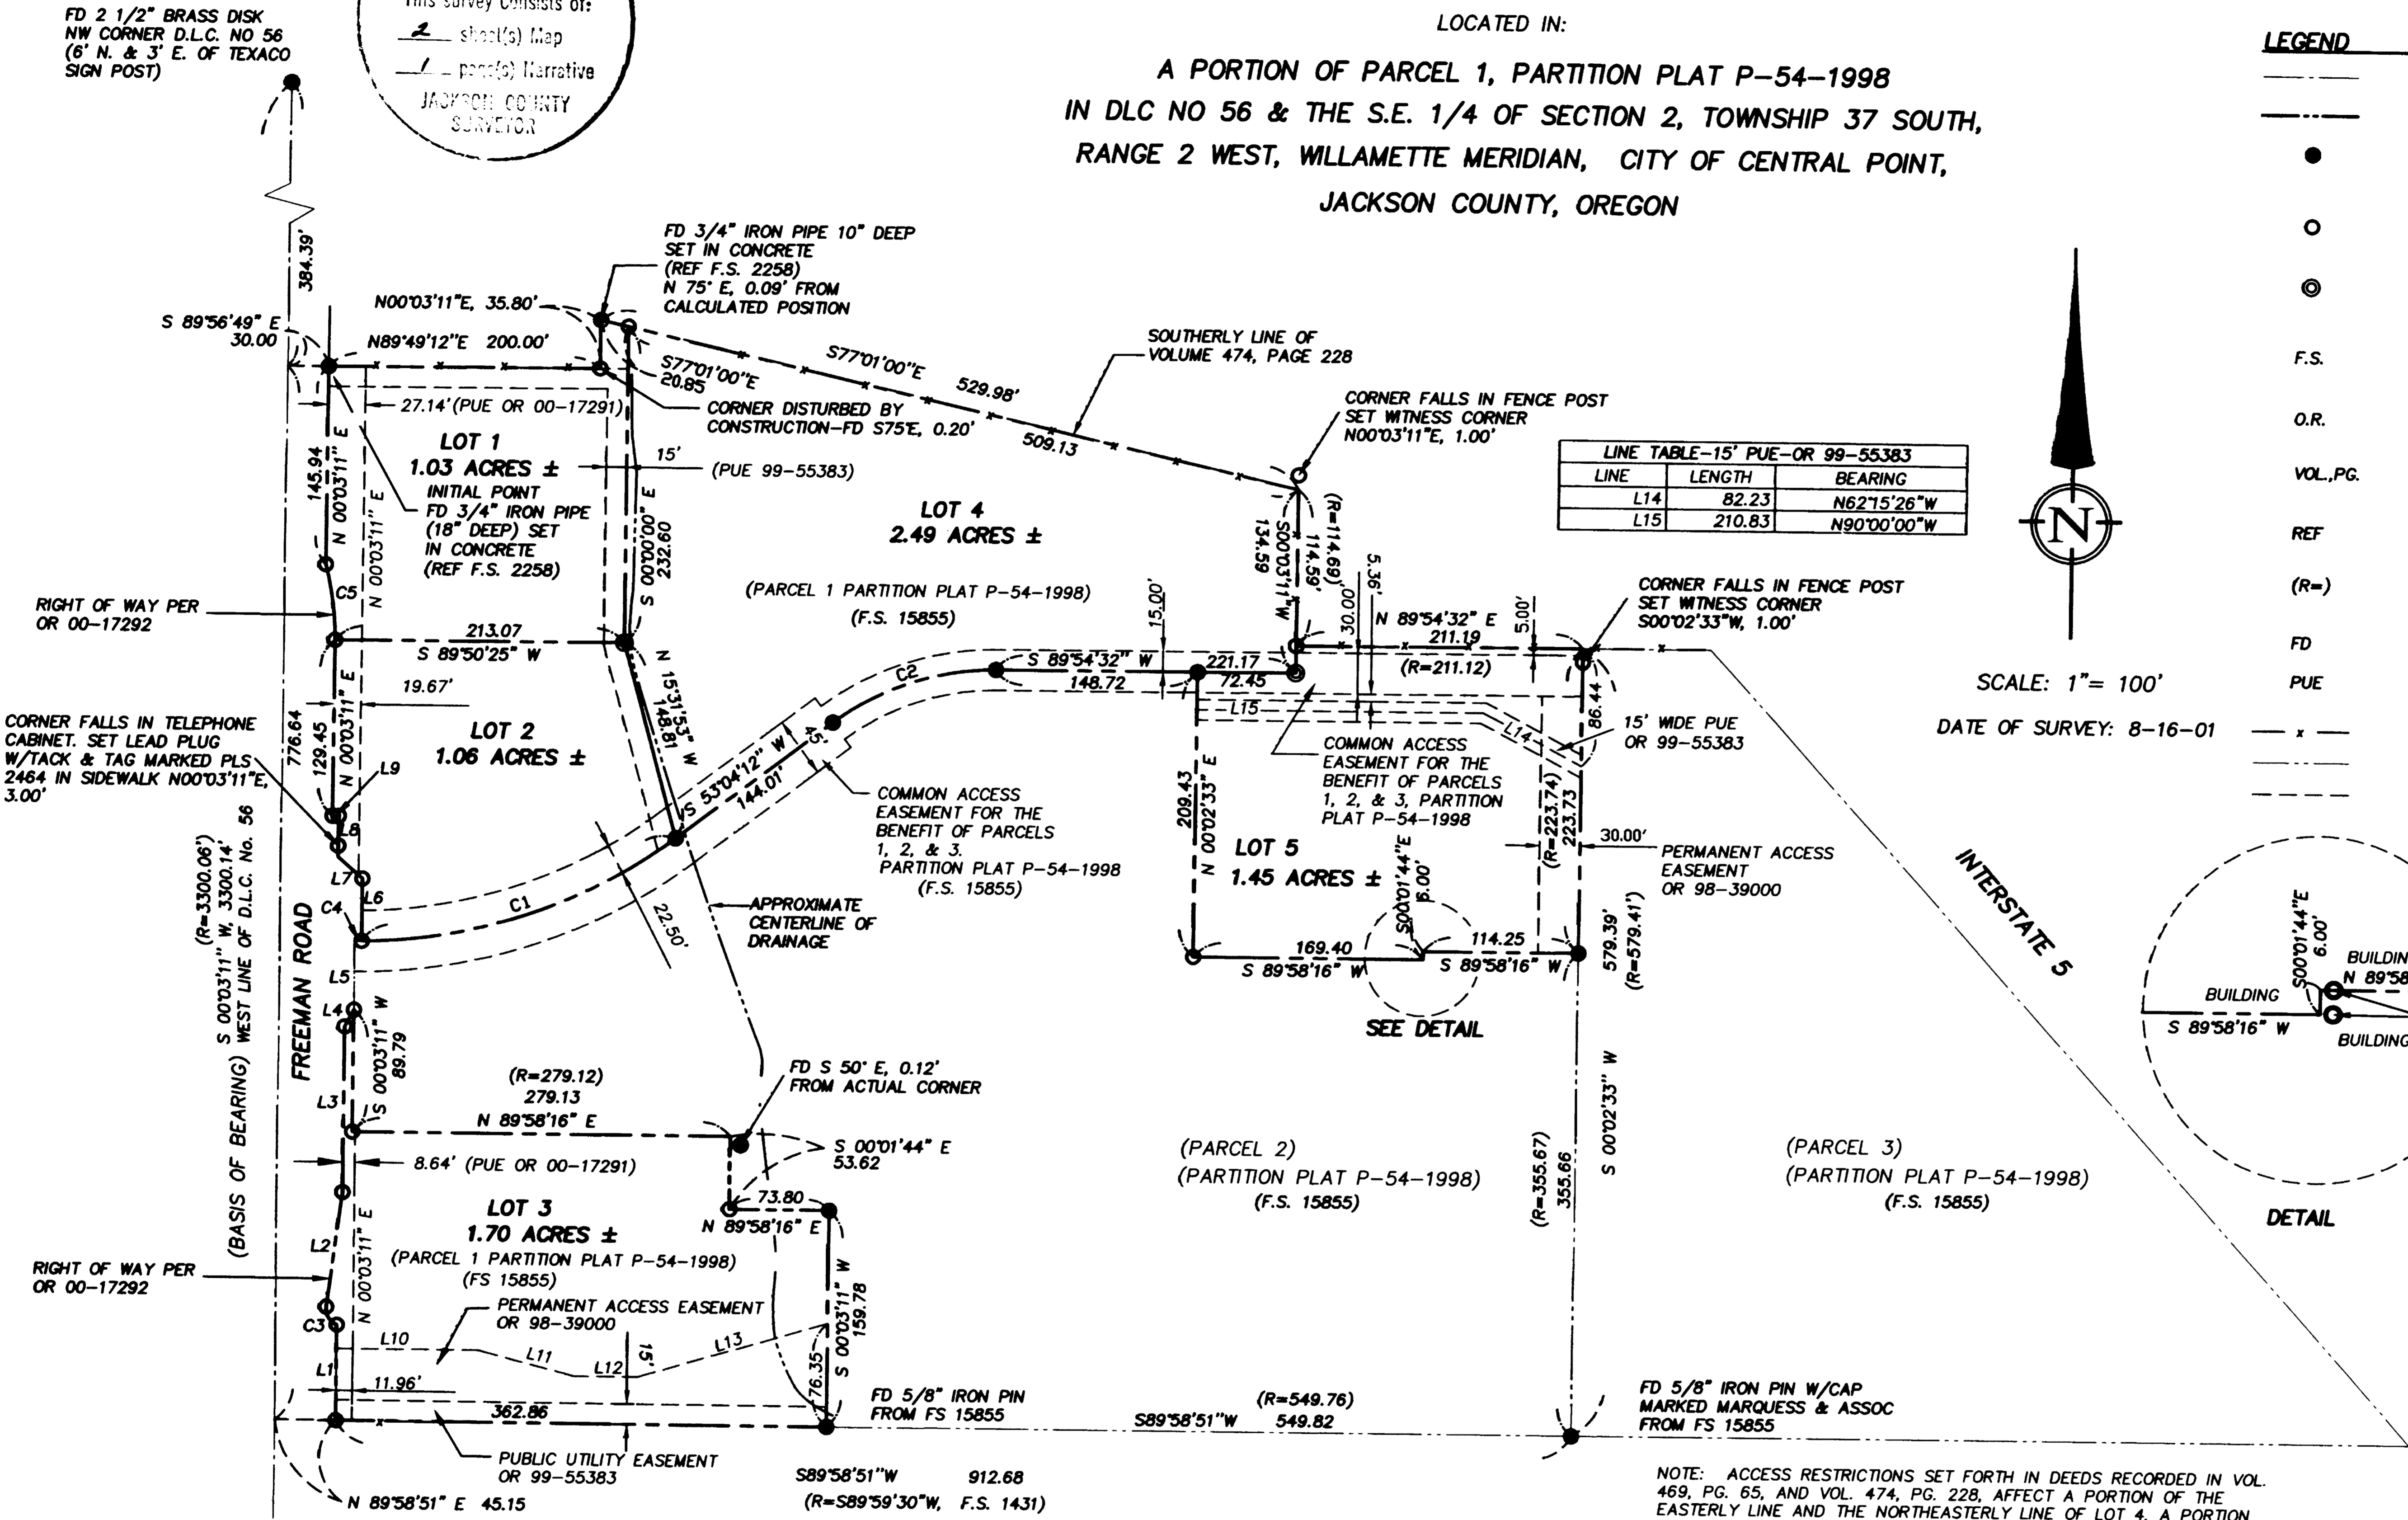 FD 2 1/2" BRASS DISK
NW CORNER D.L.C. NO 56
(6' N. & 3' E. OF TEXACO
SIGN POST)
This survey Consists of:
2 sheet(s) Map
1 page(s) Narrative
JACKSON COUNTY
SURVEYOR
LOCATED IN:
A PORTION OF PARCEL 1, PARTITION PLAT P-54-1998
IN DLC NO 56 & THE S.E. 1/4 OF SECTION 2, TOWNSHIP 37 SOUTH,
RANGE 2 WEST, WILLAMETTE MERIDIAN, CITY OF CENTRAL POINT,
JACKSON COUNTY, OREGON
LEGEND
F.S.
O.R.
VOL.,PG.
REF
(R=)
FD
PUE
x
384.39'
S 89°56'49" E
30.00
N00°03'11"E, 35.80'
N89°49'12"E 200.00'
FD 3/4" IRON PIPE 10" DEEP
SET IN CONCRETE
(REF F.S. 2258)
N 75° E, 0.09' FROM
CALCULATED POSITION
S77°01'00"E
20.85
S77°01'00"E 529.98'
509.13
SOUTHERLY LINE OF
VOLUME 474, PAGE 228
27.14' (PUE OR 00-17291)
CORNER DISTURBED BY
CONSTRUCTION-FD S75°E, 0.20'
CORNER FALLS IN FENCE POST
SET WITNESS CORNER
N00°03'11"E, 1.00'
LINE TABLE-15' PUE-OR 99-55383
LINE LENGTH BEARING
L14 82.23 N62°15'26"W
L15 210.83 N90°00'00"W
N
SCALE: 1"= 100'
DATE OF SURVEY: 8-16-01
LOT 1
1.03 ACRES ±
INITIAL POINT
FD 3/4" IRON PIPE
(18" DEEP) SET
IN CONCRETE
(REF F.S. 2258)
145.94
N 00°03'11" E
N 00°03'11" E
15'
(PUE 99-55383)
S 00°00'00" E
232.60
LOT 4
2.49 ACRES ±
(PARCEL 1 PARTITION PLAT P-54-1998)
(F.S. 15855)
(R=114.69)
114.59'
S00°03'11"W
134.59
15.00'
30.00'
5.36'
5.00'
N 89°54'32" E
211.19
(R=211.12)
CORNER FALLS IN FENCE POST
SET WITNESS CORNER
S00°02'33"W, 1.00'
RIGHT OF WAY PER
OR 00-17292
C5
213.07
S 89°50'25" W
19.67'
N 15°31'53" W
148.81
C2
S 89°54'32" W
148.72
221.17
72.45
L15
L14
86.44
15' WIDE PUE
OR 99-55383
CORNER FALLS IN TELEPHONE
CABINET. SET LEAD PLUG
W/TACK & TAG MARKED PLS
2464 IN SIDEWALK N00°03'11"E,
3.00'
776.64
129.45
N 00°03'11" E
N 00°03'11" E
LOT 2
1.06 ACRES ±
L9
L8
L7
L6
C4
S 53°04'12" W
144.01'
45'
COMMON ACCESS
EASEMENT FOR THE
BENEFIT OF PARCELS
1, 2, & 3.
PARTITION PLAT P-54-1998
(F.S. 15855)
COMMON ACCESS
EASEMENT FOR THE
BENEFIT OF PARCELS
1, 2, & 3, PARTITION
PLAT P-54-1998
209.43
N 00°02'33" E
(R=223.74)
223.73
30.00'
PERMANENT ACCESS
EASEMENT
OR 98-39000
LOT 5
1.45 ACRES ±
S00°01'44"E
6.00'
C1
22.50'
APPROXIMATE
CENTERLINE OF
DRAINAGE
169.40
S 89°58'16" W
114.25
S 89°58'16" W
SEE DETAIL
579.39'
(R=579.41')
INTERSTATE 5
S00°01'44"E
6.00'
BUILDING
S 89°58'16" W
BUILDIN
N 89°58
BUILDING
DETAIL
(R=3300.06')
S 00°03'11" W, 3300.14'
(BASIS OF BEARING) WEST LINE OF D.L.C. No. 56
FREEMAN ROAD
L5
L4
L3
S 00°03'11" W
89.79
(R=279.12)
279.13
N 89°58'16" E
FD S 50° E, 0.12'
FROM ACTUAL CORNER
S 00°01'44" E
53.62
8.64' (PUE OR 00-17291)
73.80
N 89°58'16" E
LOT 3
1.70 ACRES ±
(PARCEL 1 PARTITION PLAT P-54-1998)
(FS 15855)
L2
N 00°03'11" E
RIGHT OF WAY PER
OR 00-17292
C3
PERMANENT ACCESS EASEMENT
OR 98-39000
L10
L11
L12
L13
15'
L1
11.96'
362.86
S 00°03'11" W
159.78
76.35
FD 5/8" IRON PIN
FROM FS 15855
PUBLIC UTILITY EASEMENT
OR 99-55383
N 89°58'51" E 45.15
S89°58'51"W 912.68
(R=S89°59'30"W, F.S. 1431)
(R=549.76)
S89°58'51"W 549.82
(PARCEL 2)
(PARTITION PLAT P-54-1998)
(F.S. 15855)
(R=355.67)
355.66
S 00°02'33" W
(PARCEL 3)
(PARTITION PLAT P-54-1998)
(F.S. 15855)
FD 5/8" IRON PIN W/CAP
MARKED MARQUESS & ASSOC
FROM FS 15855
NOTE: ACCESS RESTRICTIONS SET FORTH IN DEEDS RECORDED IN VOL.
469, PG. 65, AND VOL. 474, PG. 228, AFFECT A PORTION OF THE
EASTERLY LINE AND THE NORTHEASTERLY LINE OF LOT 4. A PORTION